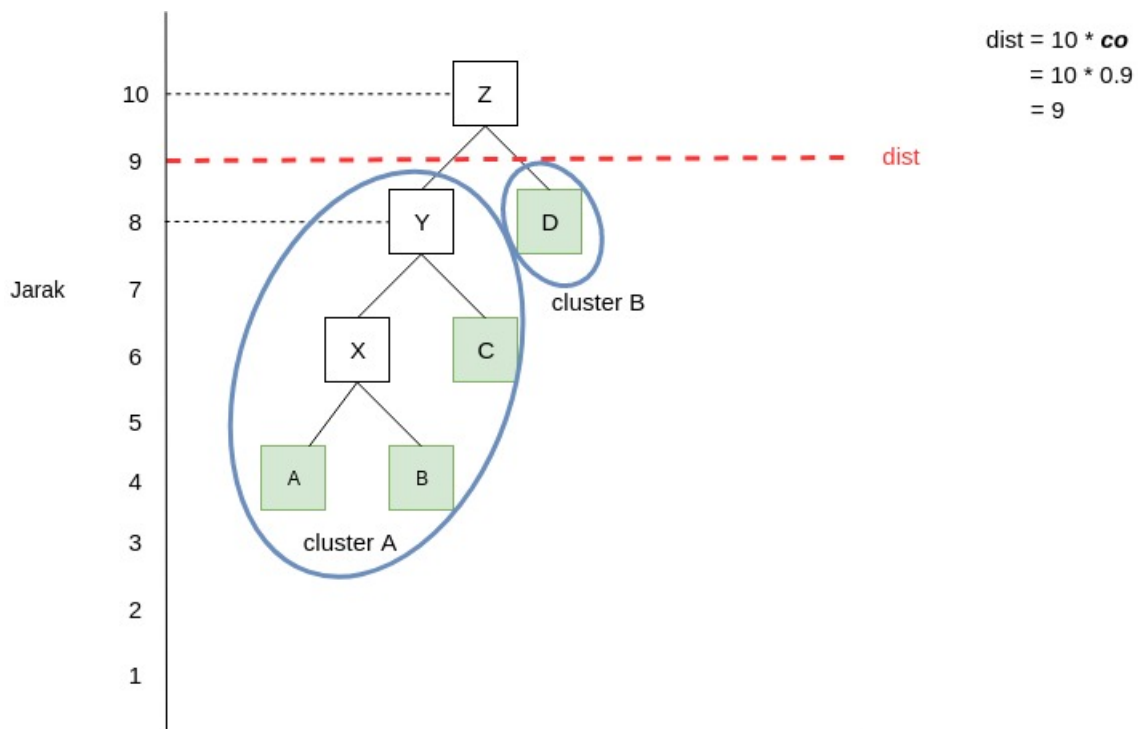 dist = 10 * co
= 10 * 0.9
= 9
10
Z
9
dist
8
Y
D
Jarak
7
cluster B
6
X
C
5
4
A
B
3
cluster A
2
1